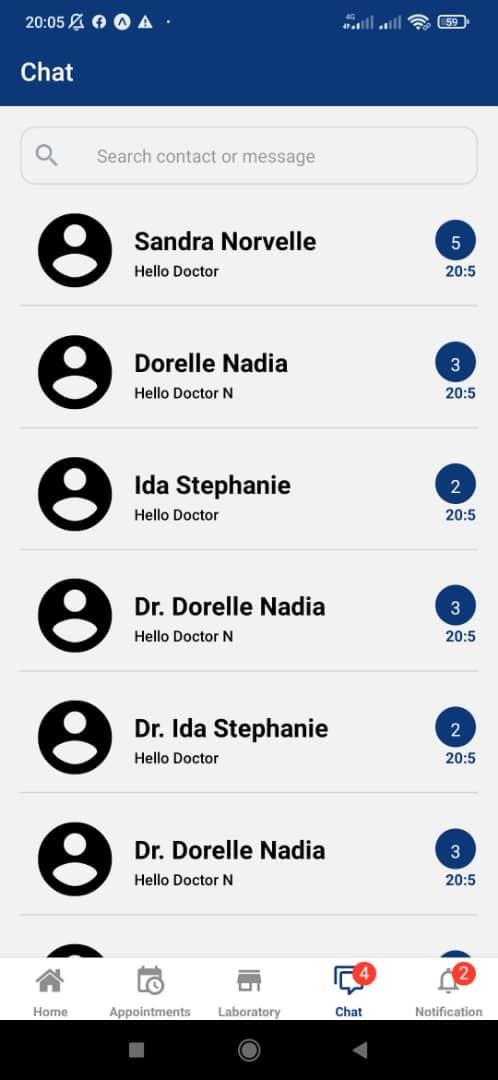 20:05
4G
59
Chat
Search contact or message
Sandra Norvelle
5
Hello Doctor
20:5
Dorelle Nadia
3
Hello Doctor N
20:5
Ida Stephanie
2
Hello Doctor
20:5
Dr. Dorelle Nadia
3
Hello Doctor N
20:5
Dr. Ida Stephanie
2
Hello Doctor
20:5
Dr. Dorelle Nadia
3
Hello Doctor N
20:5
4
2
Home Appointments Laboratory Chat Notification